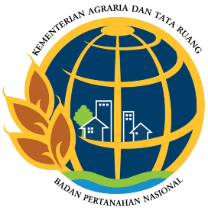 KEMENTERIAN AGRARIA DAN TATA RUANG
BADAN PERTANAHAN NASIONAL